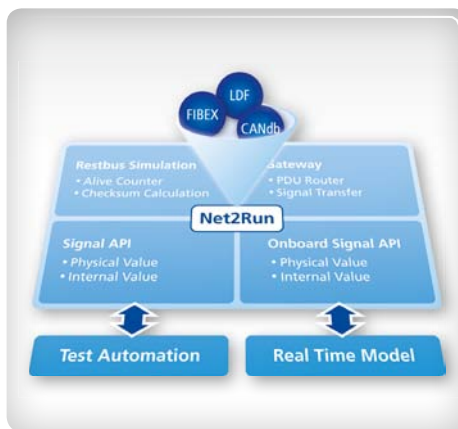 LDF
FIBEX
CANdb
Restbus Simulation
• Alive Counter
• Checksum Calculation
Gateway
• PDU Router
• Signal Transfer
Net2Run
Signal API
• Physical Value
• Internal Value
Onboard Signal API
• Physical Value
• Internal Value
Test Automation
Real Time Model